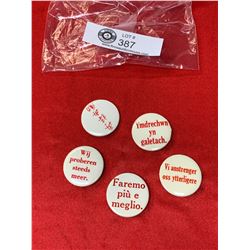 LOT #
387
Ymdrechwn
yn
galetach.
Wij
proberen
steeds
meer.
Faremo
più e
meglio.
Vi anstrenger
oss ytterligere